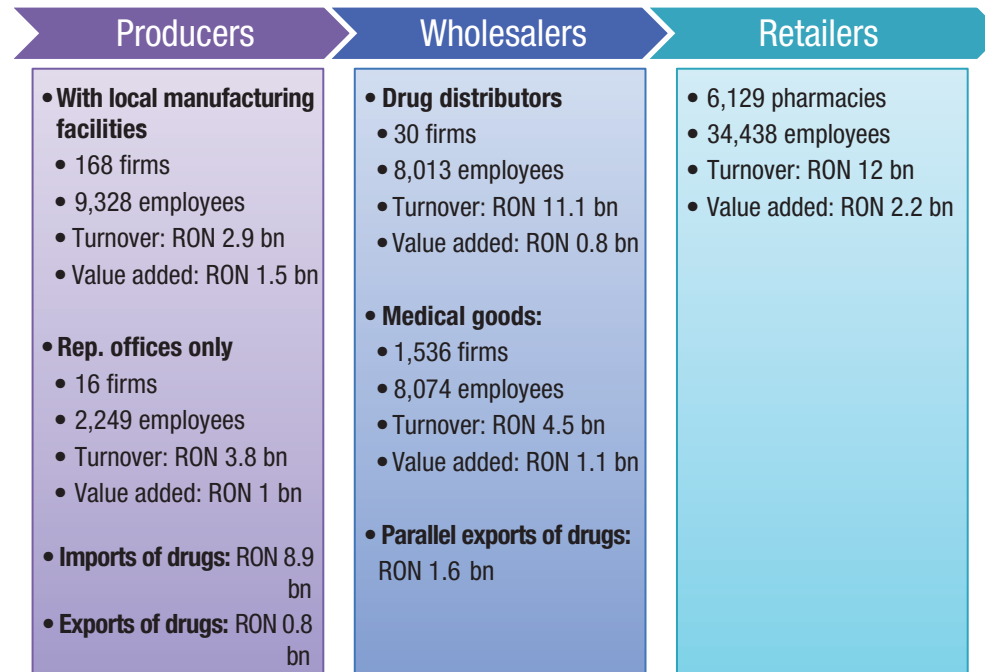 Producers
• With local manufacturing
facilities
• 168 firms
• 9,328 employees
• Turnover: RON 2.9 bn
• Value added: RON 1.5 bn
• Rep. offices only
• 16 firms
• 2,249 employees
• Turnover: RON 3.8 bn
• Value added: RON 1 bn
• Imports of drugs: RON 8.9
bn
• Exports of drugs: RON 0.8
bn
Wholesalers
• Drug distributors
• 30 firms
• 8,013 employees
• Turnover: RON 11.1 bn
• Value added: RON 0.8 bn
• Medical goods:
• 1,536 firms
• 8,074 employees
• Turnover: RON 4.5 bn
• Value added: RON 1.1 bn
• Parallel exports of drugs:
RON 1.6 bn
Retailers
• 6,129 pharmacies
• 34,438 employees
• Turnover: RON 12 bn
• Value added: RON 2.2 bn